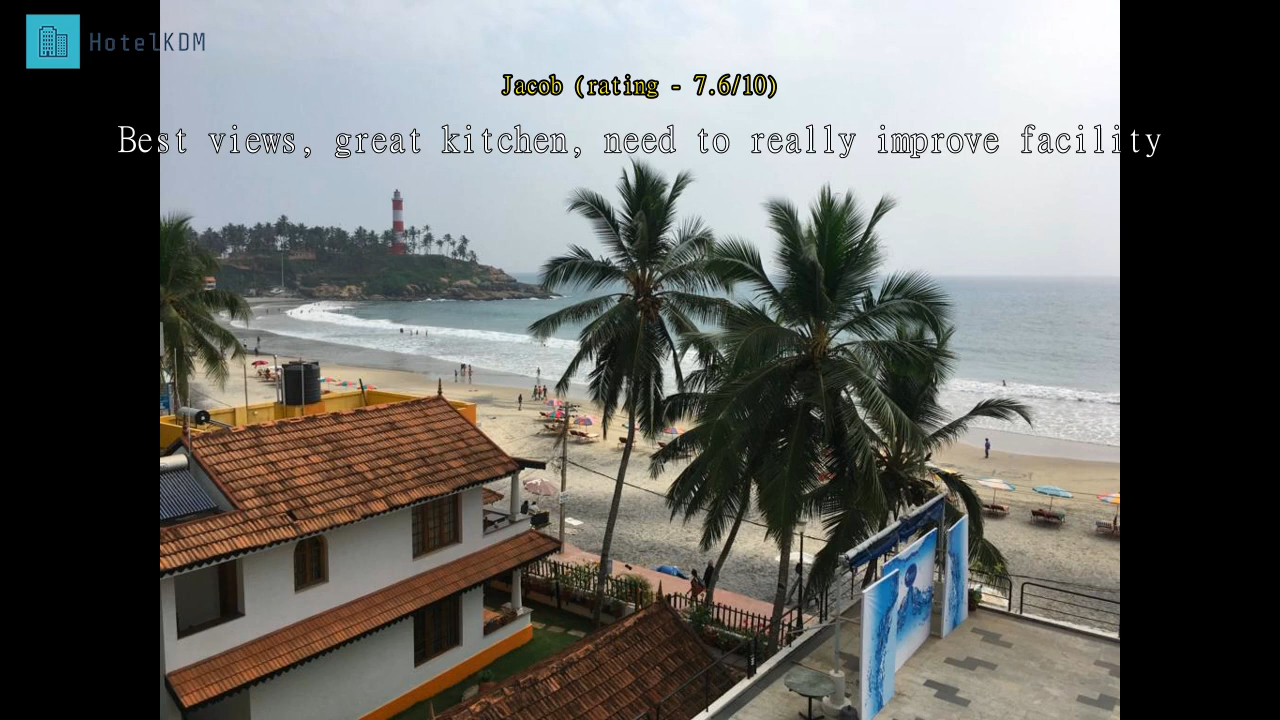 HotelKDM
Jacob (rating - 7.6/10)
Best views, great kitchen, need to really improve facility